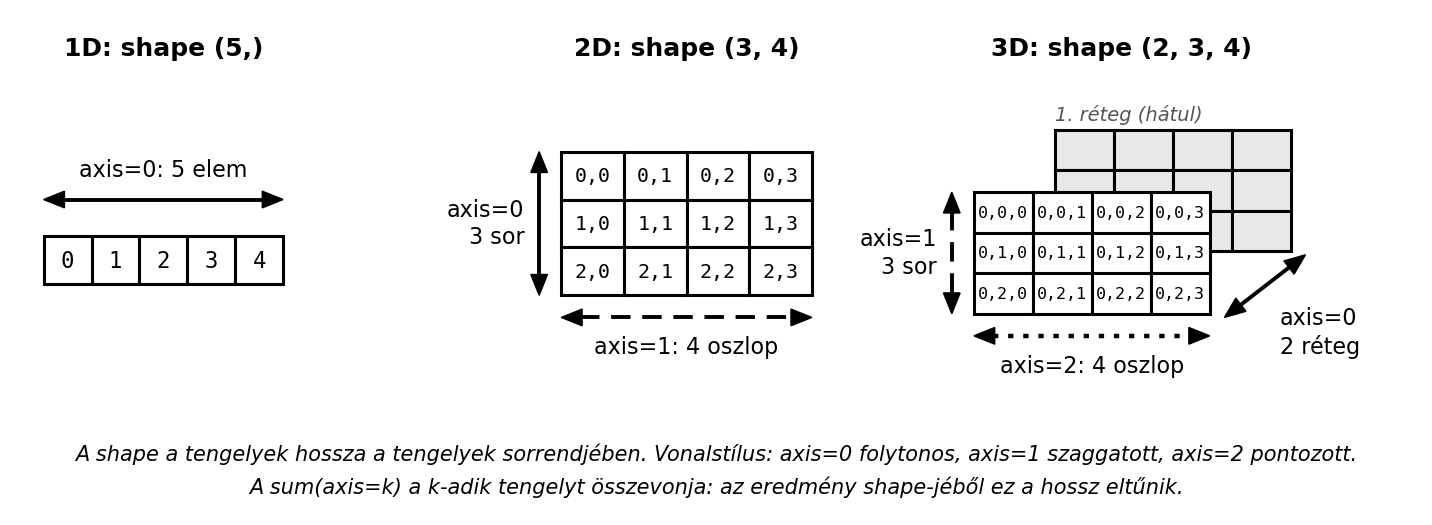 1D: shape (5,)
axis=0: 5 elem
0 1 2 3 4
2D: shape (3, 4)
axis=0
3 sor
0,0 0,1 0,2 0,3
1,0 1,1 1,2 1,3
2,0 2,1 2,2 2,3
axis=1: 4 oszlop
3D: shape (2, 3, 4)
1. réteg (hátul)
axis=1
3 sor
0,0,0 0,0,1 0,0,2 0,0,3
0,1,0 0,1,1 0,1,2 0,1,3
0,2,0 0,2,1 0,2,2 0,2,3
axis=0
2 réteg
axis=2: 4 oszlop
A shape a tengelyek hossza a tengelyek sorrendjében. Vonalstílus: axis=0 folytonos, axis=1 szaggatott, axis=2 pontozott.
A sum(axis=k) a k-adik tengelyt összevonja: az eredmény shape-jéből ez a hossz eltűnik.